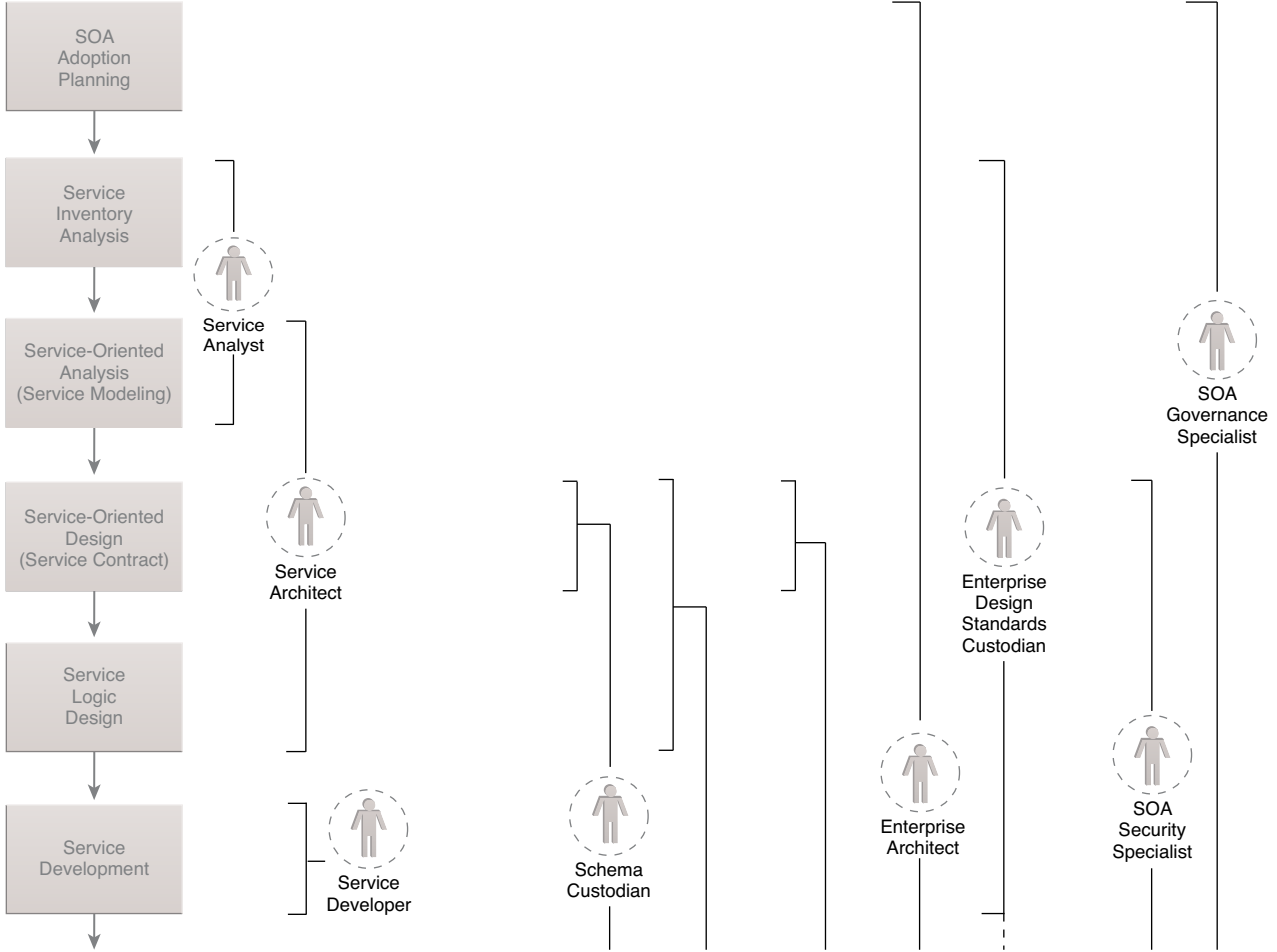 SOA
Adoption
Planning
Service
Inventory
Analysis
Service
Analyst
Service-Oriented
Analysis
(Service Modeling)
SOA
Governance
Specialist
Service-Oriented
Design
(Service Contract)
Service
Architect
Enterprise
Design
Standards
Custodian
Service
Logic
Design
Service
Development
Service
Developer
Schema
Custodian
Enterprise
Architect
SOA
Security
Specialist